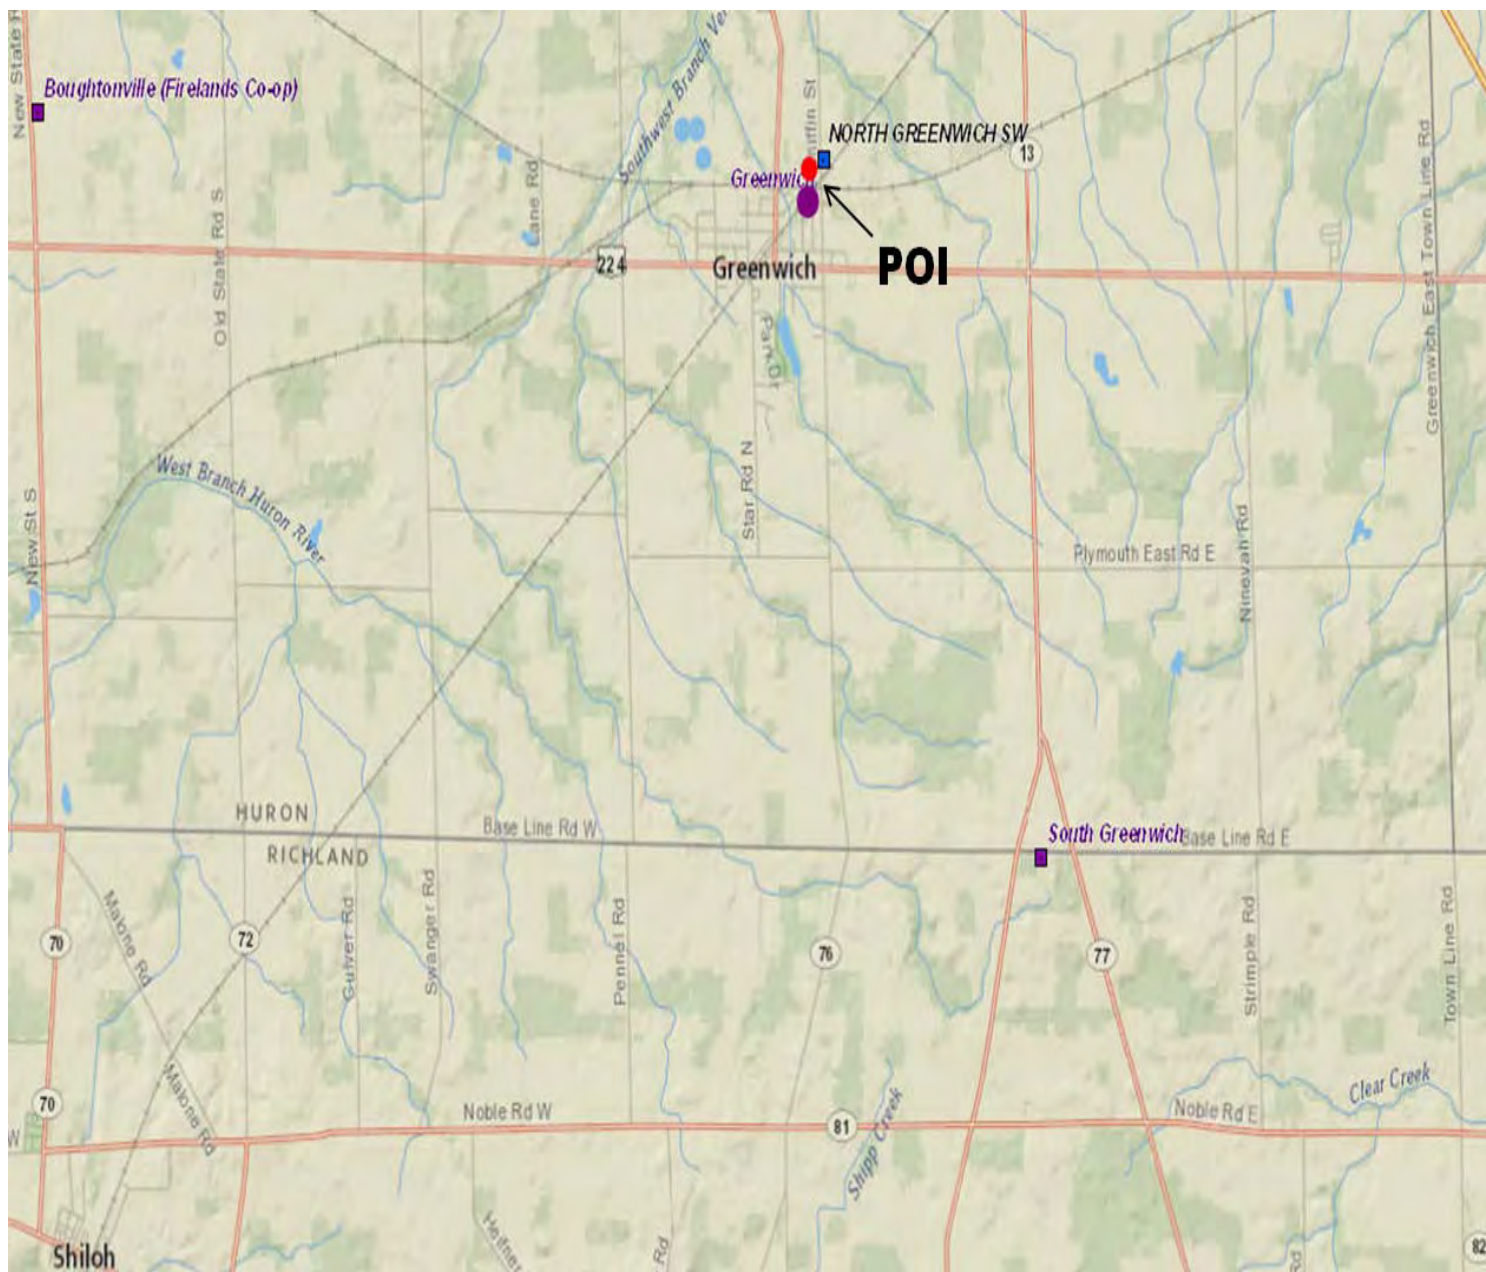 New State R
Boughtonville (Firelands Co-op)
Southwest Branch Ver
iffin St
NORTH GREENWICH SW
13
Greenwich
POI
Lane Rd
Old State Rd S
224
Greenwich
Greenwich East Town Line Rd
Park Dr
Star Rd N
West Branch Huron River
New St S
Plymouth East Rd E
Ninevah Rd
HURON
Base Line Rd W
RICHLAND
South Greenwich
Base Line Rd E
Malone Rd
70
72
Gulver Rd
Swanger Rd
Pennel Rd
76
77
Strimple Rd
Town Line Rd
Malone Rd
70
W
Noble Rd W
81
Shipp Creek
Noble Rd E
Clear Creek
Shiloh
Rd
Rd
82